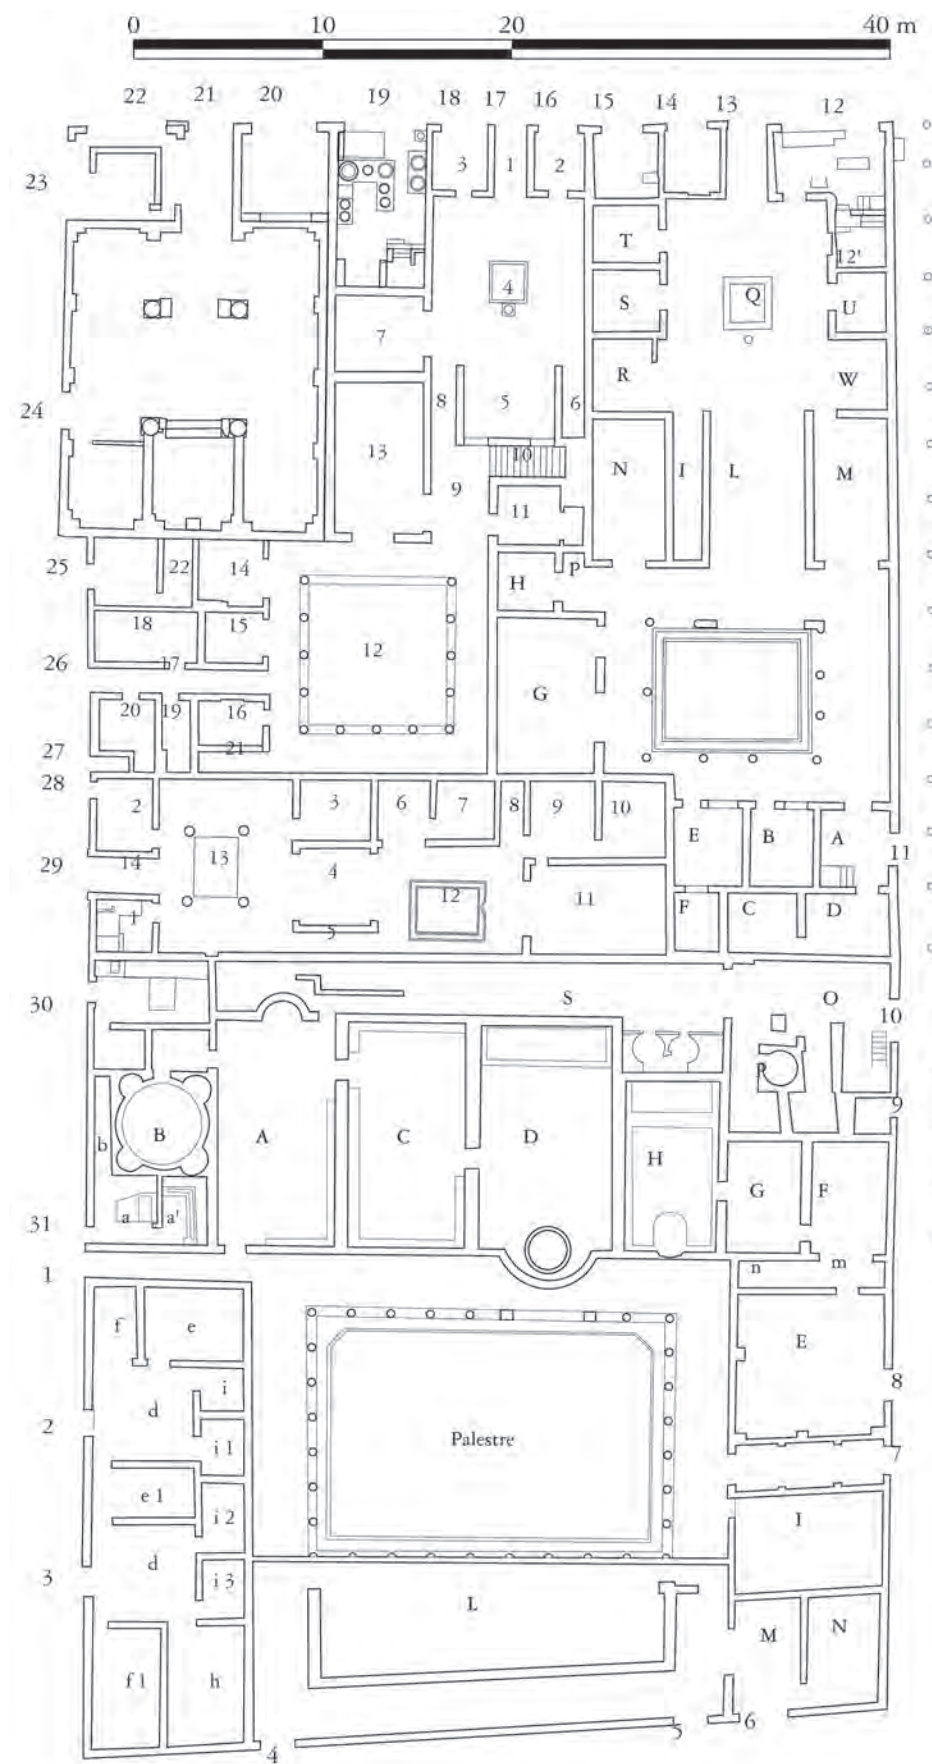 0 10 20 40 m
22 21 20 19 18 17 16 15 14 13 12
3 1 2
23
T
12'
4 Q
S U
7
R W
8 5 6
24
13 10 N I L M
9
11
25 22 14
H p
18 15
12
26 17
G
20 19 16
27 21
28
2 3 6 7 8 9 10
E B A
14 13 11
29
4
12 11
1 F C D
5
S O
30 10
p
9
B A C D
b H
G F
a a'
31
n m
1
f e
E
i
8
d
2
i 1 Palestre
7
e 1
i 2
I
d
3 i 3
L
M N
f 1 h
5 6
4